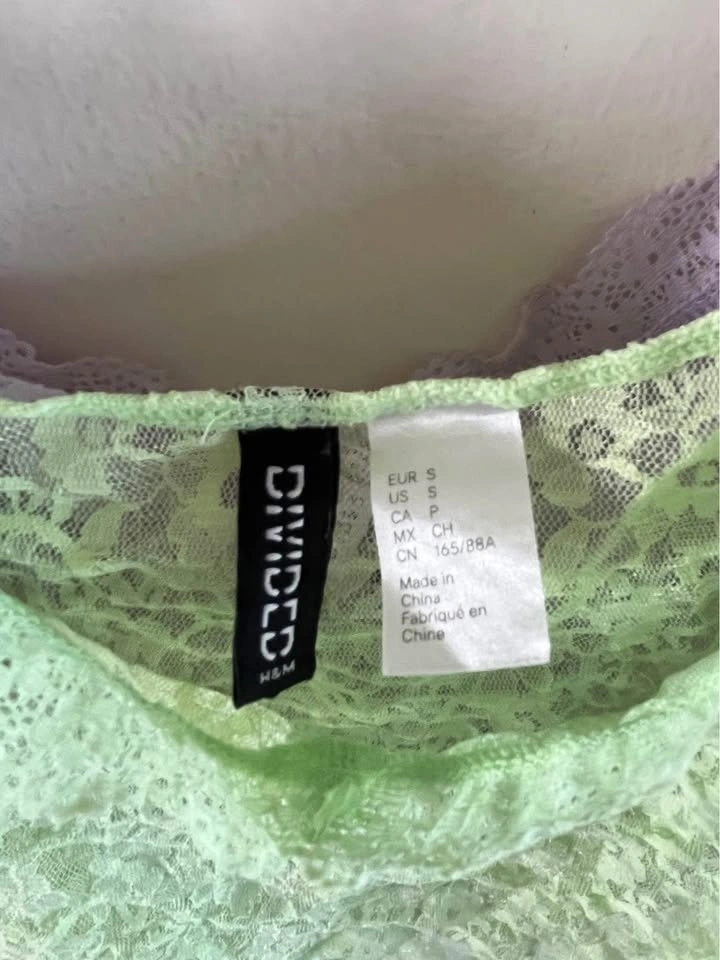 DIVIDED
H&M
EUR S
US S
CA P
MX CH
CN 165/88A
Made in
China
Fabriqué en
Chine